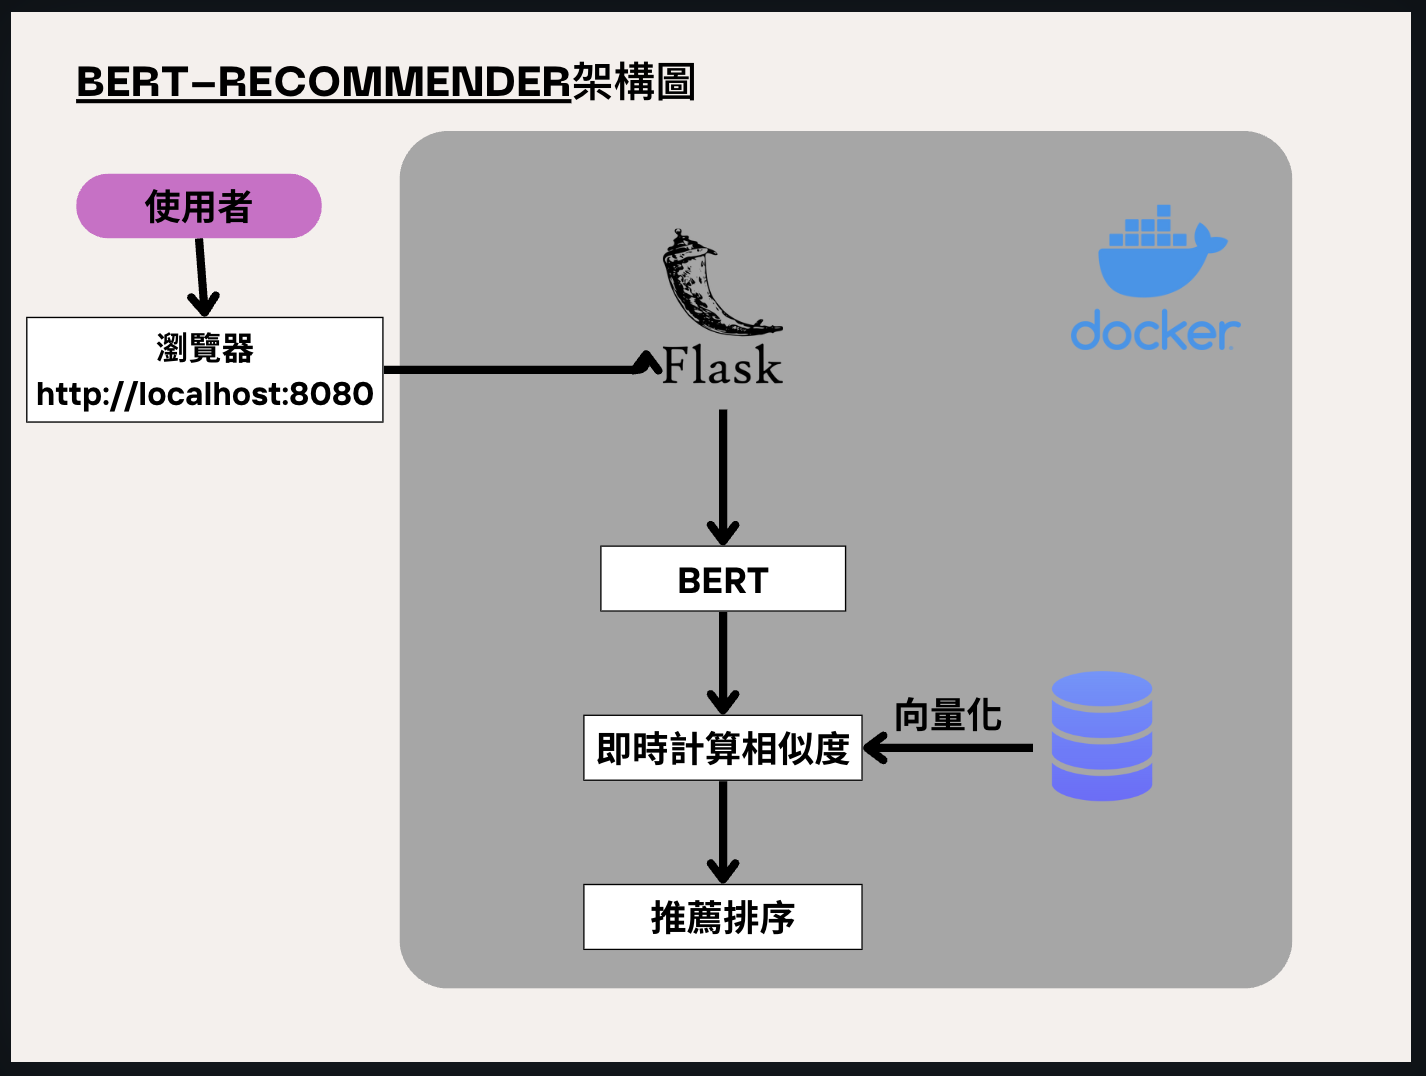 BERT–RECOMMENDER架構圖
使用者
瀏覽器
http://localhost:8080
Flask
docker
BERT
即時計算相似度
向量化
推薦排序